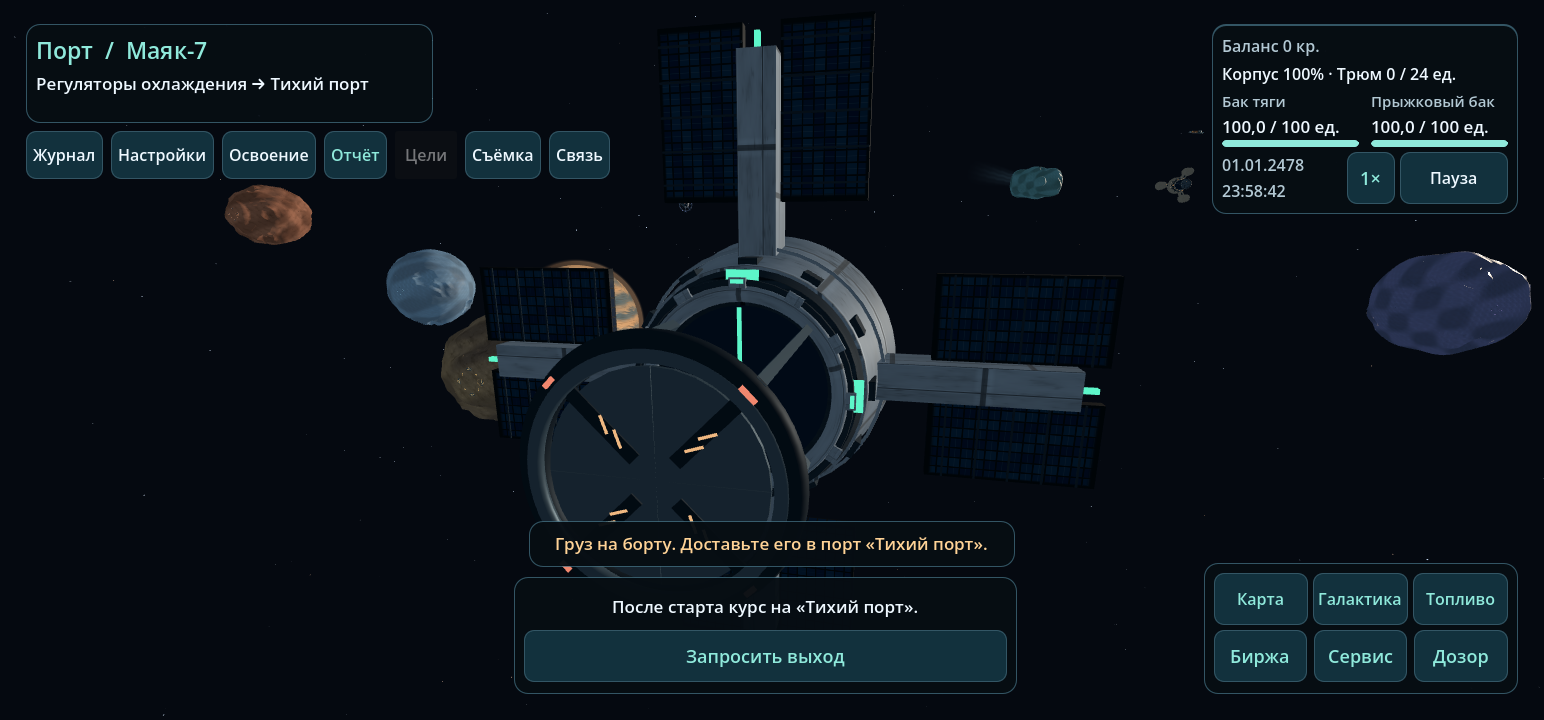 Порт / Маяк-7
Регуляторы охлаждения → Тихий порт
Журнал
Настройки
Освоение
Отчёт
Цели
Съёмка
Связь
Баланс 0 кр.
Корпус 100% · Трюм 0 / 24 ед.
Бак тяги
Прыжковый бак
100,0 / 100 ед.
100,0 / 100 ед.
01.01.2478
23:58:42
1×
Пауза
Груз на борту. Доставьте его в порт «Тихий порт».
После старта курс на «Тихий порт».
Запросить выход
Карта
Галактика
Топливо
Биржа
Сервис
Дозор